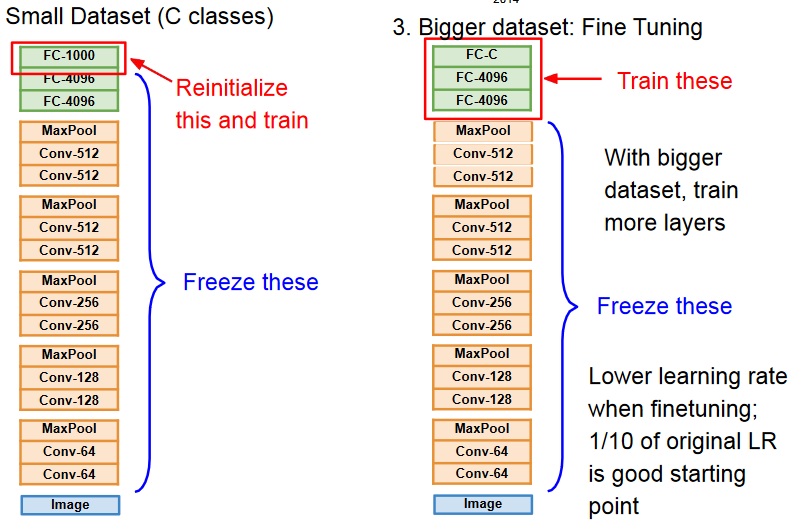 Small Dataset (C classes)
FC-1000
FC-4096
FC-4096
MaxPool
Conv-512
Conv-512
MaxPool
Conv-512
Conv-512
MaxPool
Conv-256
Conv-256
MaxPool
Conv-128
Conv-128
MaxPool
Conv-64
Conv-64
Image
Reinitialize
this and train
Freeze these
2014
3. Bigger dataset: Fine Tuning
FC-C
FC-4096
FC-4096
MaxPool
Conv-512
Conv-512
MaxPool
Conv-512
Conv-512
MaxPool
Conv-256
Conv-256
MaxPool
Conv-128
Conv-128
MaxPool
Conv-64
Conv-64
Image
Train these
With bigger
dataset, train
more layers
Freeze these
Lower learning rate
when finetuning;
1/10 of original LR
is good starting
point